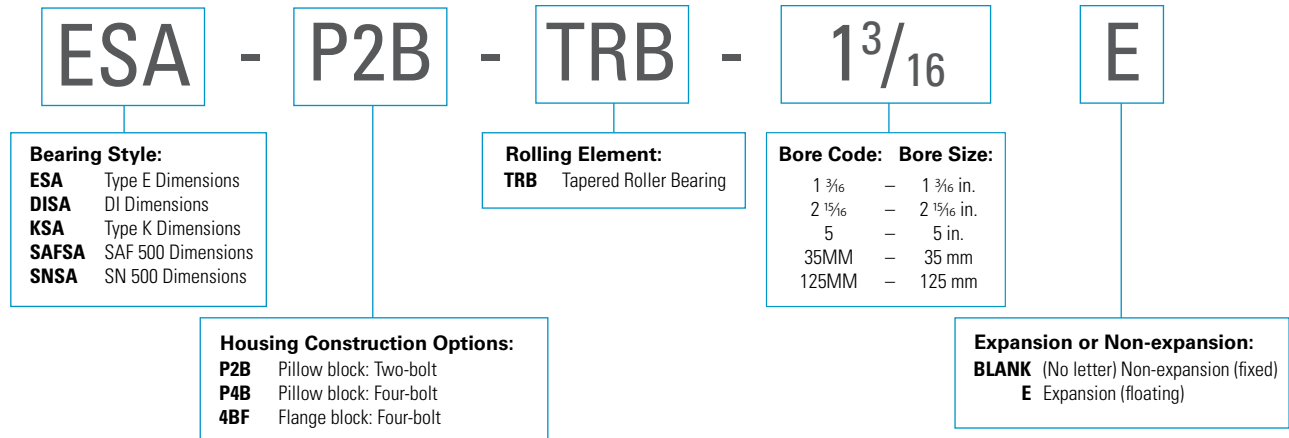 ESA - P2B - TRB - 1 3/16 E
Bearing Style:
ESA Type E Dimensions
DISA DI Dimensions
KSA Type K Dimensions
SAFSA SAF 500 Dimensions
SNSA SN 500 Dimensions
Rolling Element:
TRB Tapered Roller Bearing
Bore Code: Bore Size:
1 3/16 – 1 3/16 in.
2 15/16 – 2 15/16 in.
5 – 5 in.
35MM – 35 mm
125MM – 125 mm
Housing Construction Options:
P2B Pillow block: Two-bolt
P4B Pillow block: Four-bolt
4BF Flange block: Four-bolt
Expansion or Non-expansion:
BLANK (No letter) Non-expansion (fixed)
E Expansion (floating)